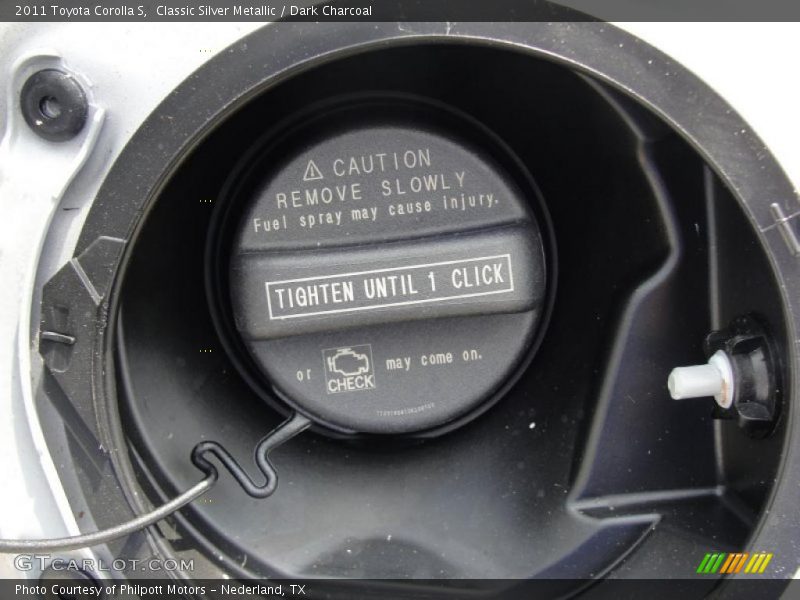 2011 Toyota Corolla S,  Classic Silver Metallic / Dark Charcoal
CAUTION
REMOVE SLOWLY
Fuel spray may cause injury.
TIGHTEN UNTIL 1 CLICK
or CHECK may come on.
GTCARLOT.COM
Photo Courtesy of Philpott Motors - Nederland, TX